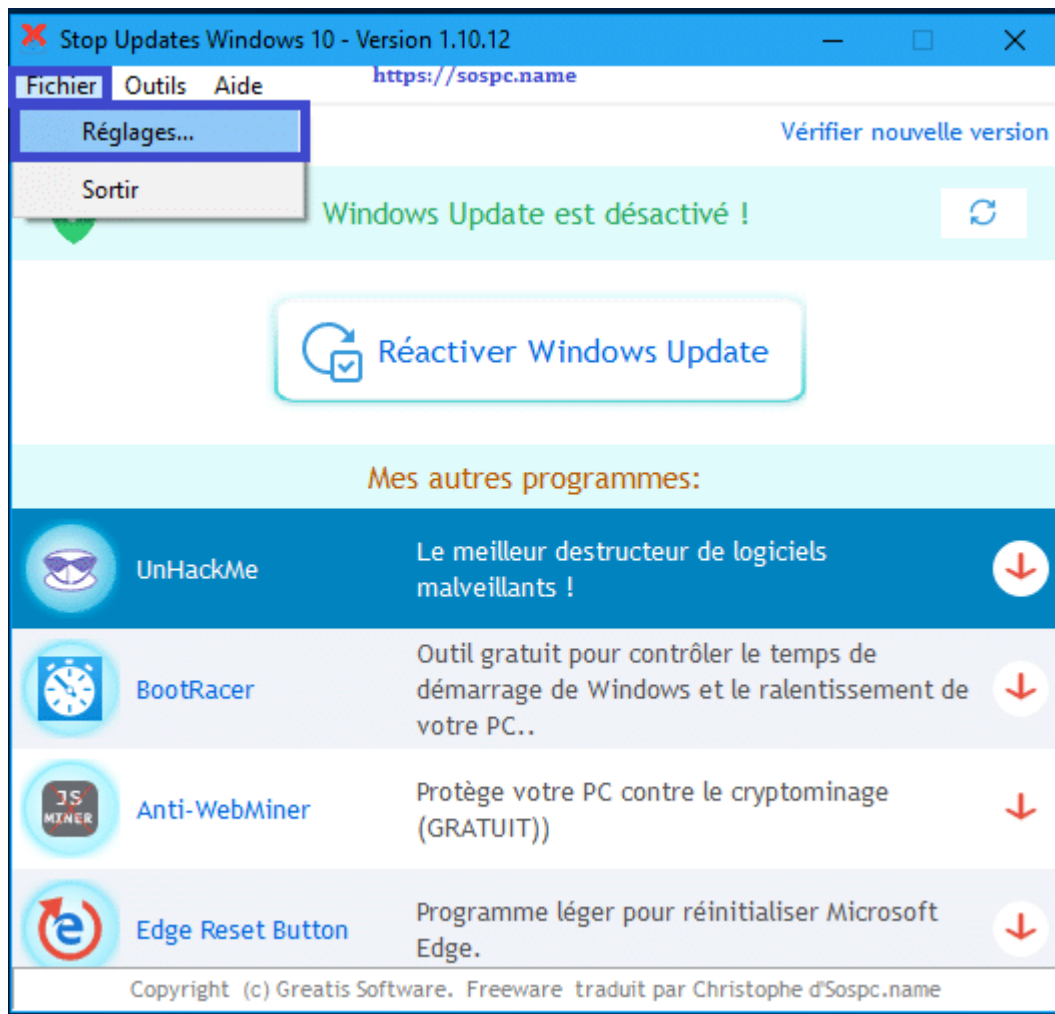 Stop Updates Windows 10 - Version 1.10.12
Fichier Outils Aide
https://sospc.name
Réglages...
Vérifier nouvelle version
Sortir
Windows Update est désactivé !
Réactiver Windows Update
Mes autres programmes:
UnHackMe
Le meilleur destructeur de logiciels
malveillants !
BootRacer
Outil gratuit pour contrôler le temps de
démarrage de Windows et le ralentissement de
votre PC..
JS
MINER
Anti-WebMiner
Protège votre PC contre le cryptominage
(GRATUIT))
Edge Reset Button
Programme léger pour réinitialiser Microsoft
Edge.
Copyright (c) Greatis Software. Freeware traduit par Christophe d'Sospc.name